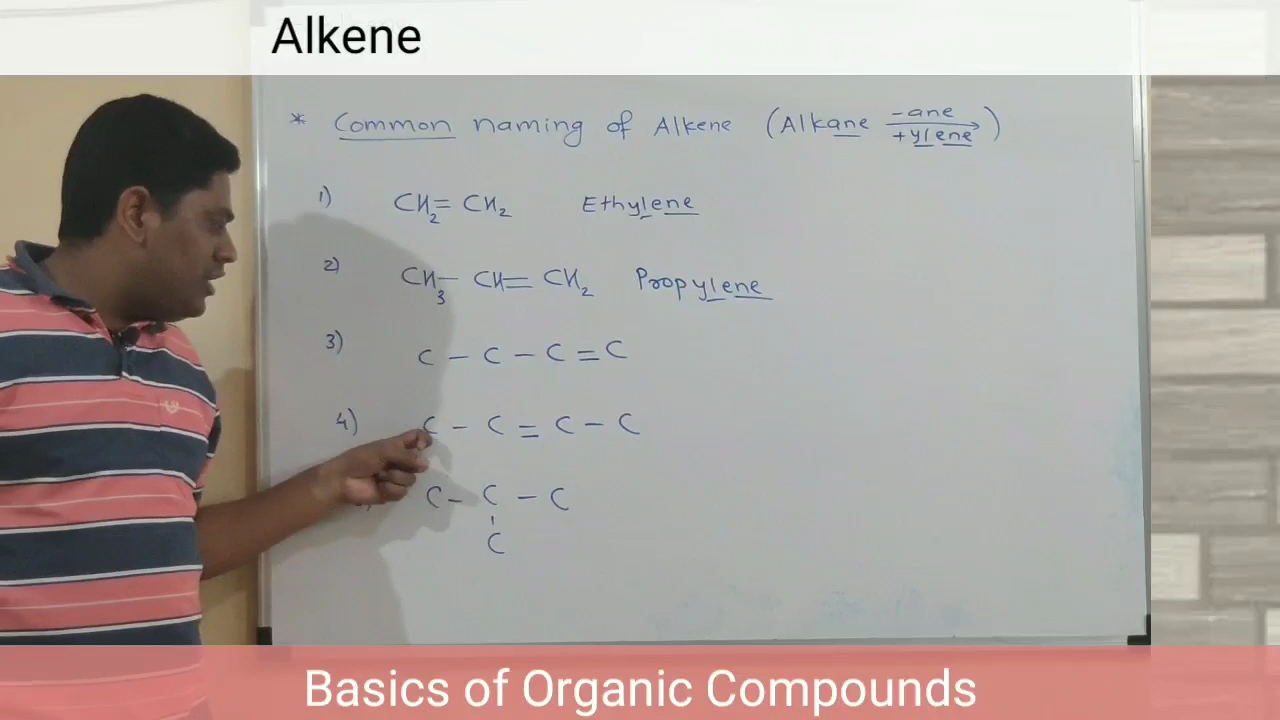 Alkene
* Common naming of Alkene (Alkane -ane +ylene)
1) CH2 = CH2 Ethylene
2) CH3 - CH = CH2 Propylene
3) C - C - C = C
4) C - C = C - C
C - C - C
C
Basics of Organic Compounds